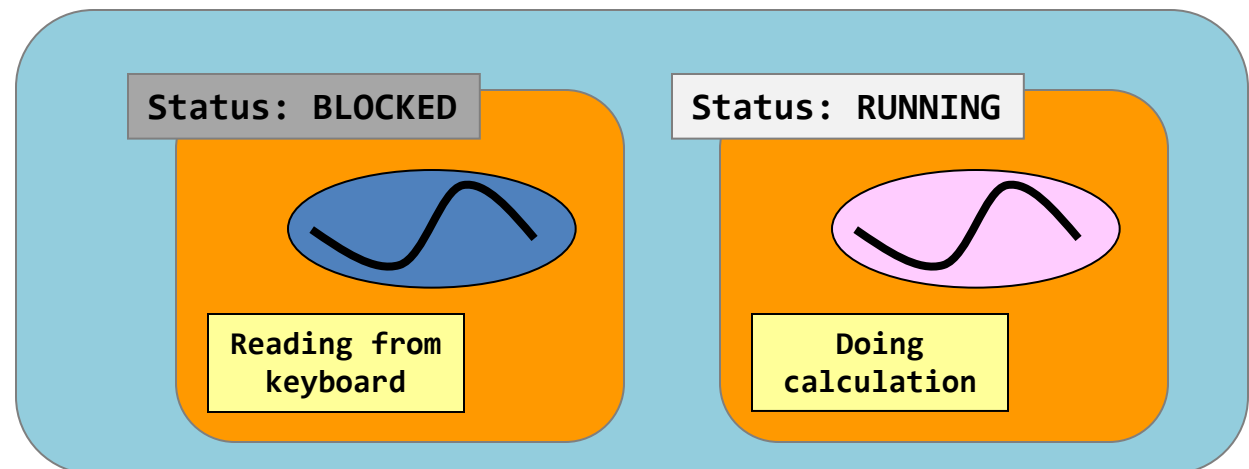 Status: BLOCKED
Status: RUNNING
Reading from
keyboard
Doing
calculation